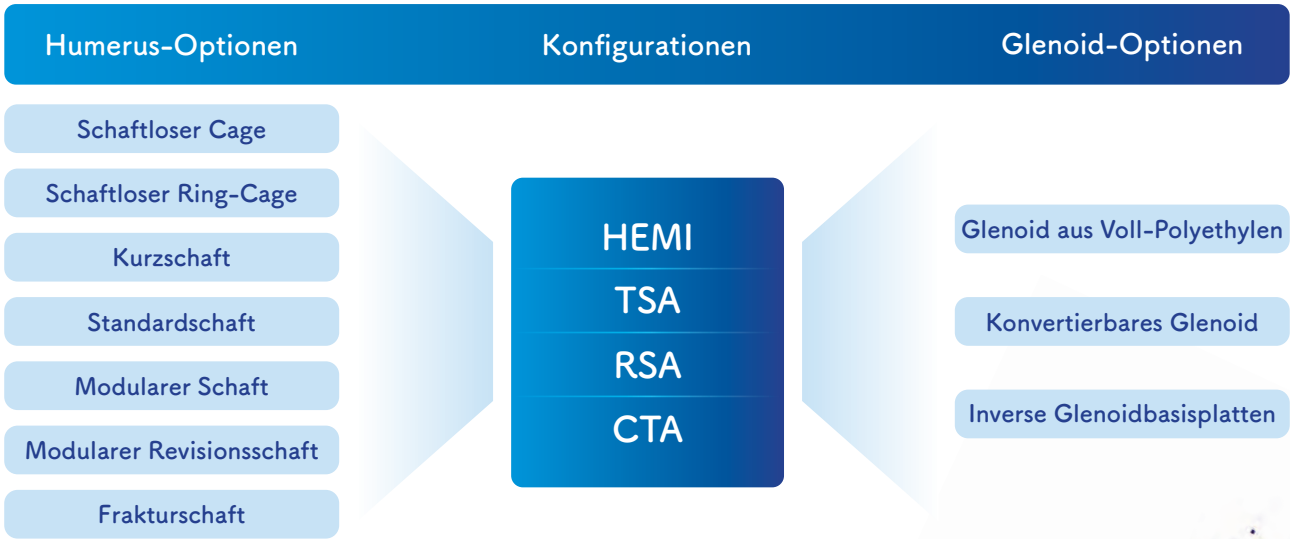 Humerus-Optionen
Konfigurationen
Glenoid-Optionen
Schaftloser Cage
Schaftloser Ring-Cage
Kurzschaft
Standardschaft
Modularer Schaft
Modularer Revisionsschaft
Frakturschaft
HEMI
TSA
RSA
CTA
Glenoid aus Voll-Polyethylen
Konvertierbares Glenoid
Inverse Glenoidbasisplatten